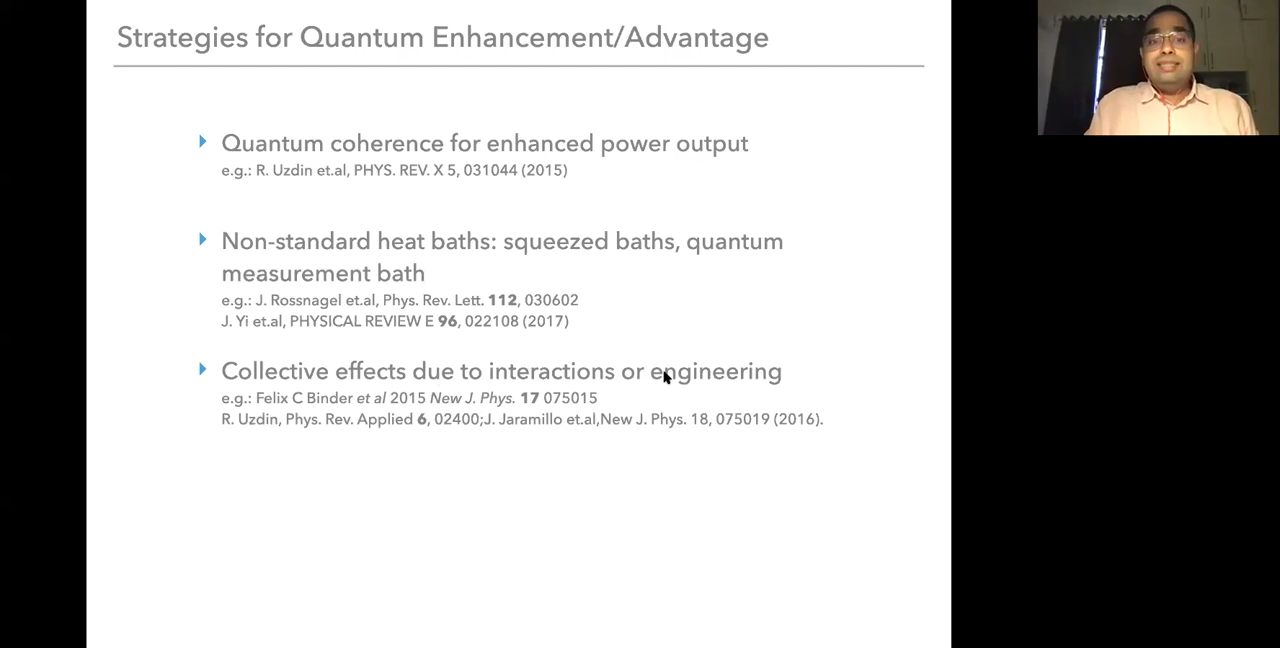 Strategies for Quantum Enhancement/Advantage
Quantum coherence for enhanced power output
e.g.: R. Uzdin et.al, PHYS. REV. X 5, 031044 (2015)
Non-standard heat baths: squeezed baths, quantum
measurement bath
e.g.: J. Rossnagel et.al, Phys. Rev. Lett. 112, 030602
J. Yi et.al, PHYSICAL REVIEW E 96, 022108 (2017)
Collective effects due to interactions or engineering
e.g.: Felix C Binder et al 2015 New J. Phys. 17 075015
R. Uzdin, Phys. Rev. Applied 6, 02400;J. Jaramillo et.al,New J. Phys. 18, 075019 (2016).